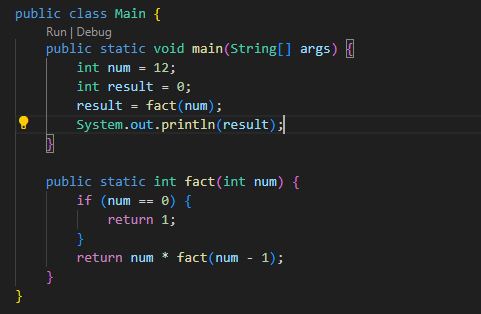 public class Main {
Run | Debug
    public static void main(String[] args) {
        int num = 12;
        int result = 0;
        result = fact(num);
        System.out.println(result);
    }

    public static int fact(int num) {
        if (num == 0) {
            return 1;
        }
        return num * fact(num - 1);
    }
}